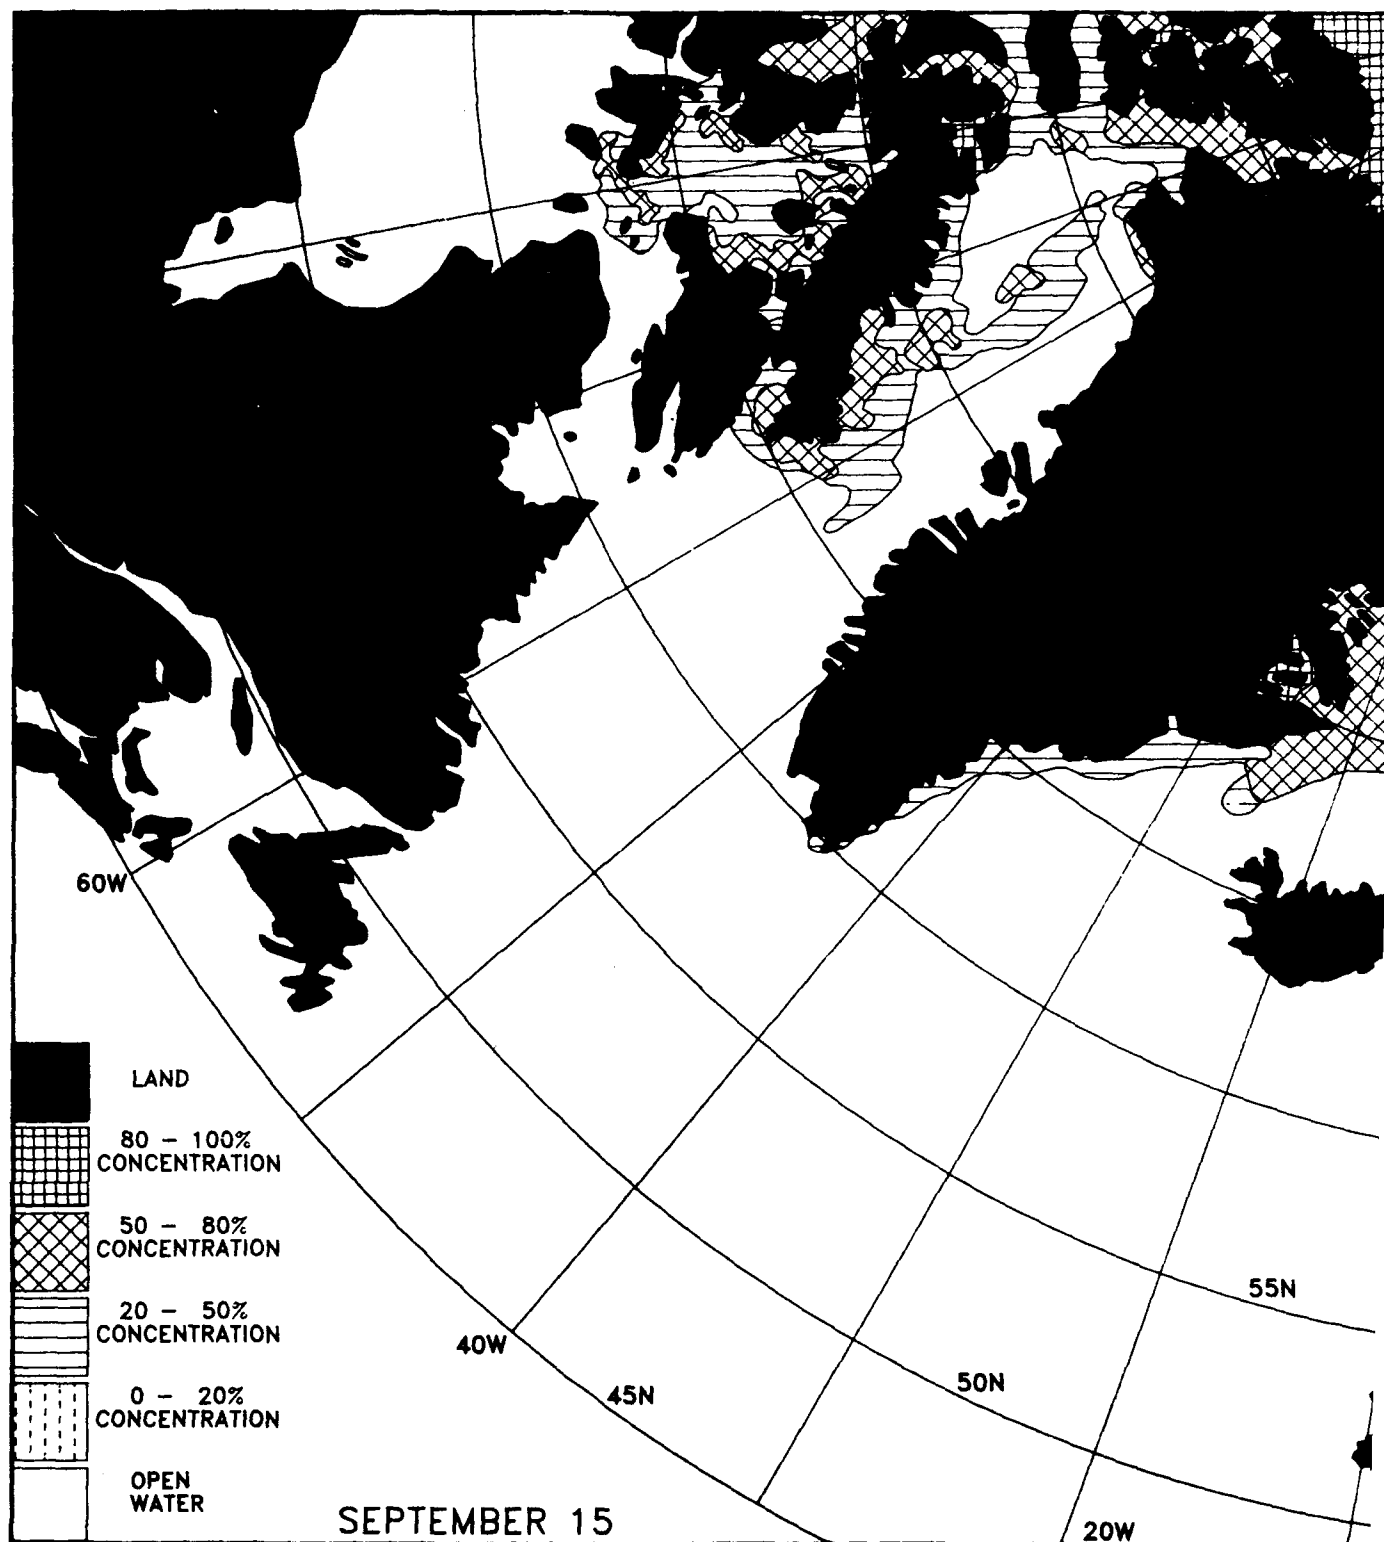 60W
LAND
80 - 100%
CONCENTRATION
50 - 80%
CONCENTRATION
20 - 50%
CONCENTRATION
0 - 20%
CONCENTRATION
OPEN
WATER
55N
40W
50N
45N
SEPTEMBER 15
20W